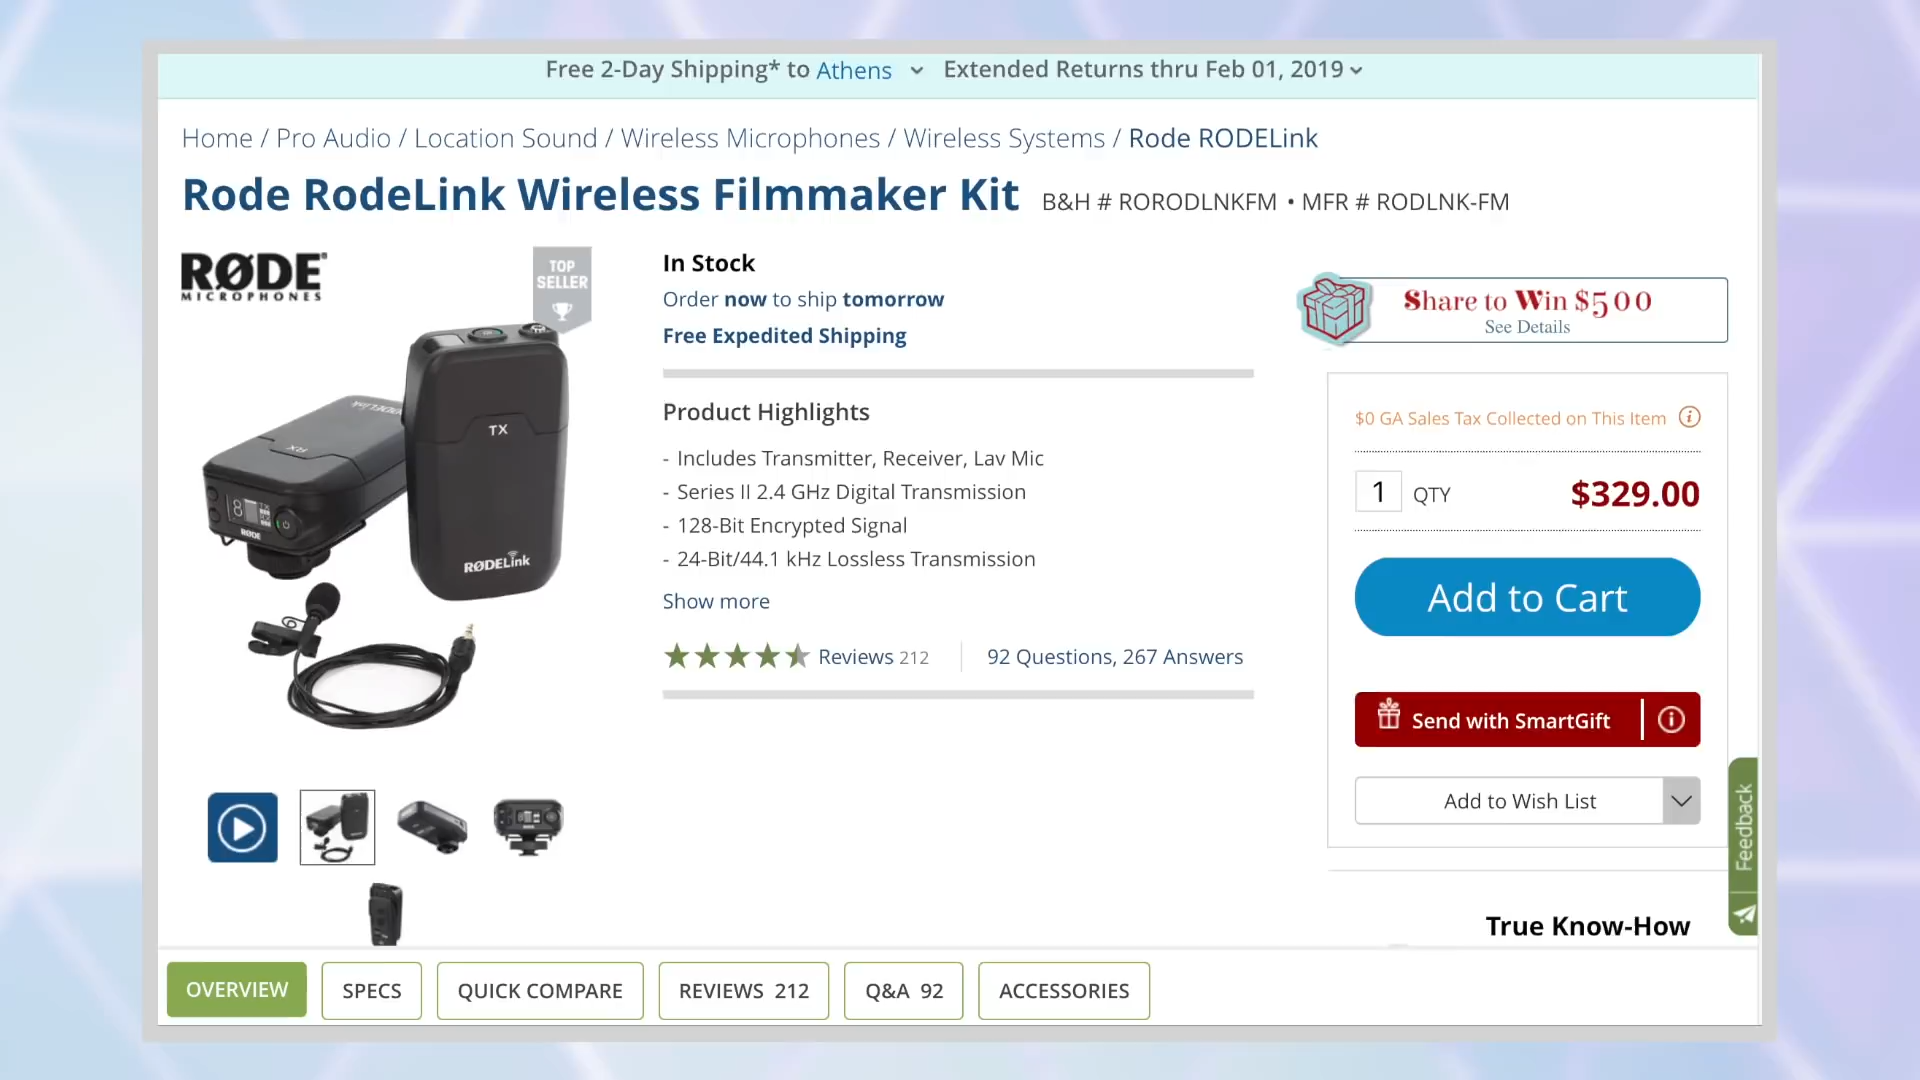 Free 2-Day Shipping* to Athens Extended Returns thru Feb 01, 2019
Home / Pro Audio / Location Sound / Wireless Microphones / Wireless Systems / Rode RODELink
Rode RodeLink Wireless Filmmaker Kit B&H # RORODLNKFM • MFR # RODLNK-FM
RØDE
MICROPHONES
TOP
SELLER
TX
RX
RØDE
RØDELink
In Stock
Order now to ship tomorrow
Free Expedited Shipping
Product Highlights
- Includes Transmitter, Receiver, Lav Mic
- Series II 2.4 GHz Digital Transmission
- 128-Bit Encrypted Signal
- 24-Bit/44.1 kHz Lossless Transmission
Show more
Reviews 212
92 Questions, 267 Answers
Share to Win $500
See Details
$0 GA Sales Tax Collected on This Item
1 QTY $329.00
Add to Cart
Send with SmartGift
Add to Wish List
Feedback
True Know-How
OVERVIEW
SPECS
QUICK COMPARE
REVIEWS 212
Q&A 92
ACCESSORIES